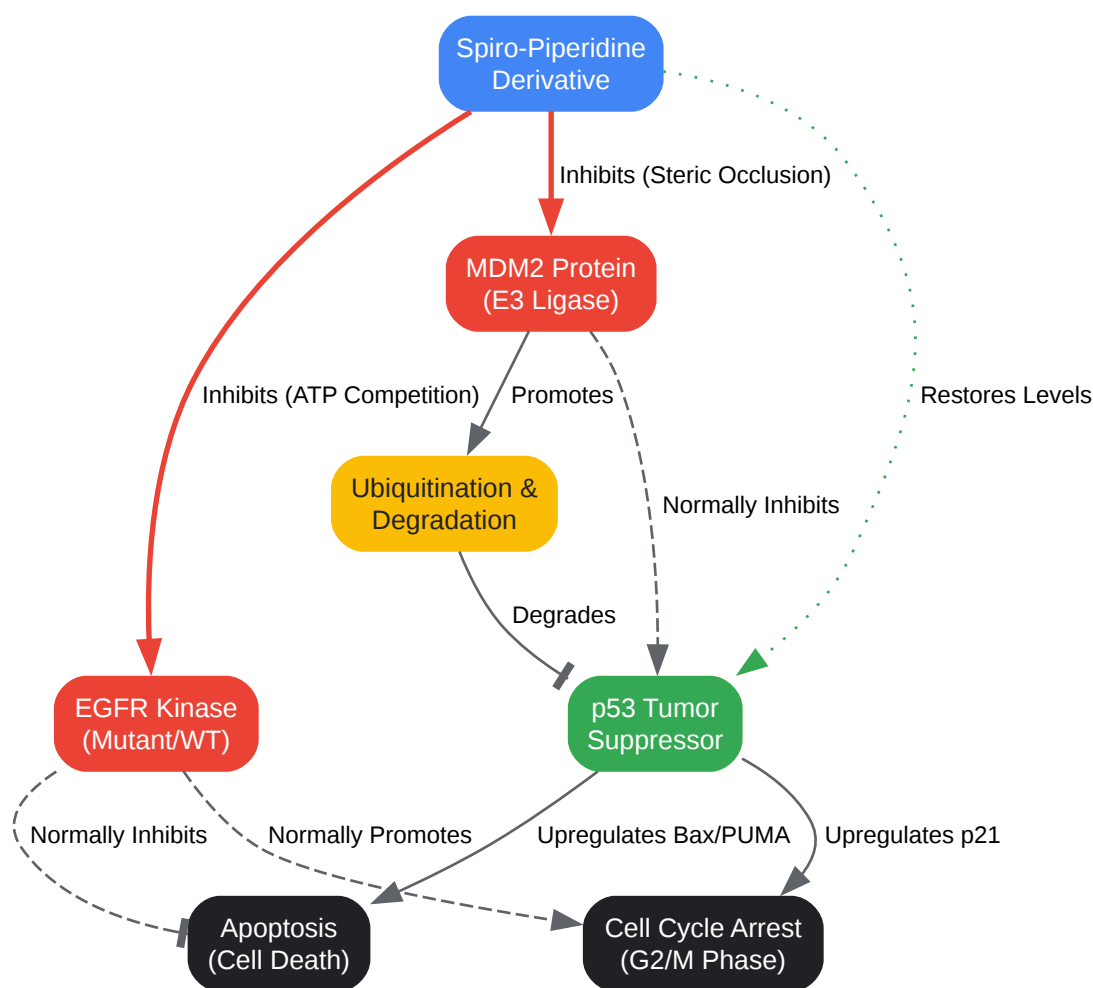 Spiro-Piperidine
Derivative
Inhibits (Steric Occlusion)
MDM2 Protein
(E3 Ligase)
Inhibits (ATP Competition)
Promotes
Restores Levels
Ubiquitination &
Degradation
Normally Inhibits
Degrades
EGFR Kinase
(Mutant/WT)
p53 Tumor
Suppressor
Normally Inhibits
Normally Promotes
Upregulates Bax/PUMA
Upregulates p21
Apoptosis
(Cell Death)
Cell Cycle Arrest
(G2/M Phase)